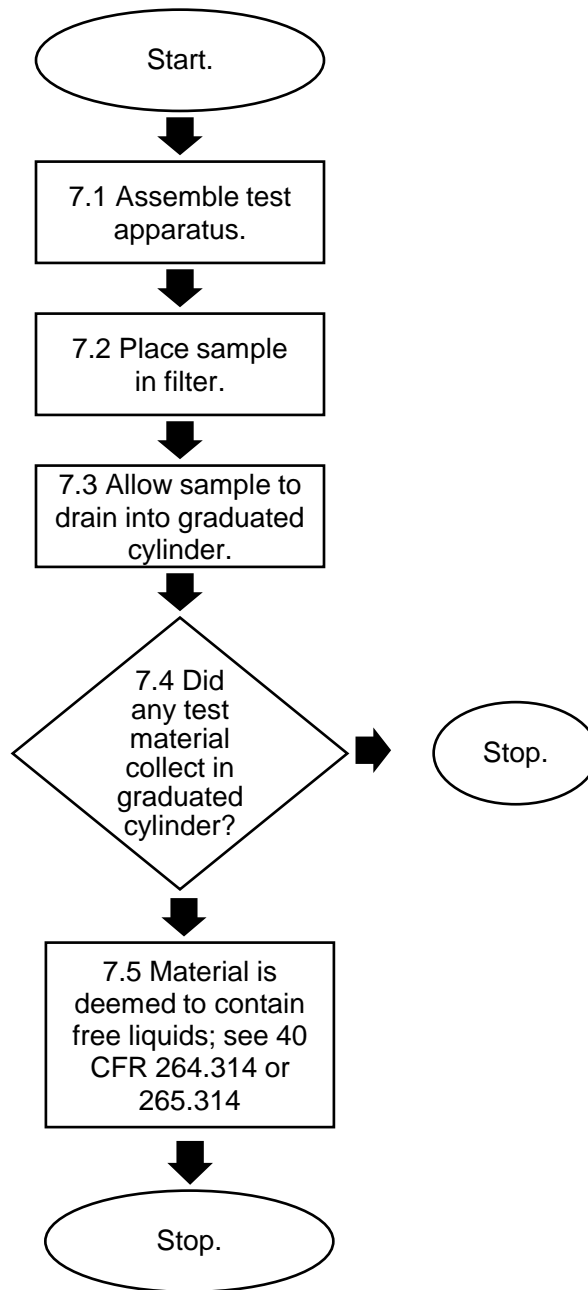 Start.
7.1 Assemble test
apparatus.
7.2 Place sample
in filter.
7.3 Allow sample to
drain into graduated
cylinder.
7.4 Did
any test
material
collect in
graduated
cylinder?
Stop.
7.5 Material is
deemed to contain
free liquids; see 40
CFR 264.314 or
265.314
Stop.